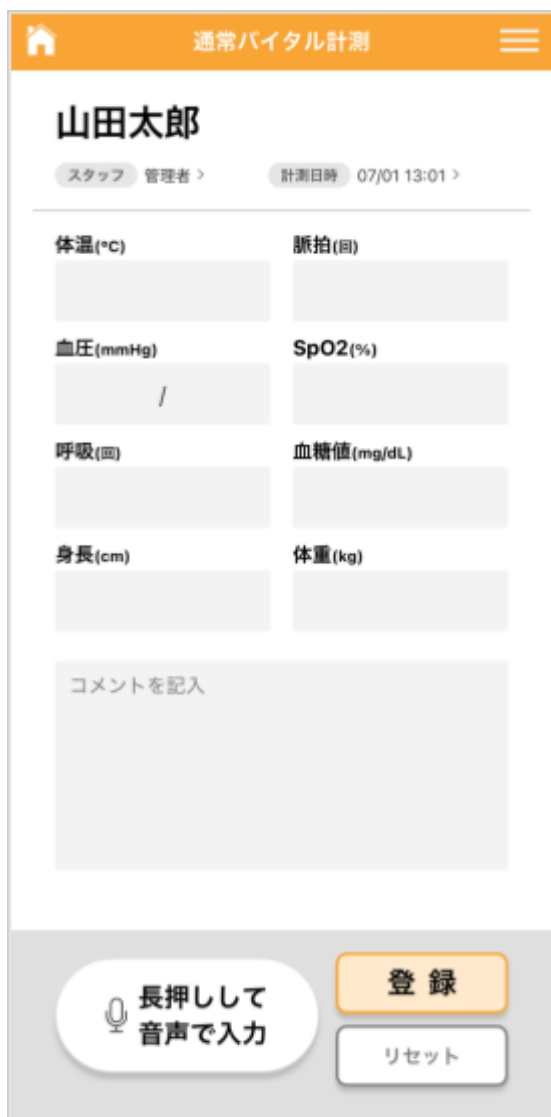 通常バイタル計測
山田太郎
スタッフ 管理者 > 計測日時 07/01 13:01 >
体温(°C) 脈拍(回)
血圧(mmHg) SpO2(%)
/
呼吸(回) 血糖値(mg/dL)
身長(cm) 体重(kg)
コメントを記入
長押しして
音声で入力
登録
リセット